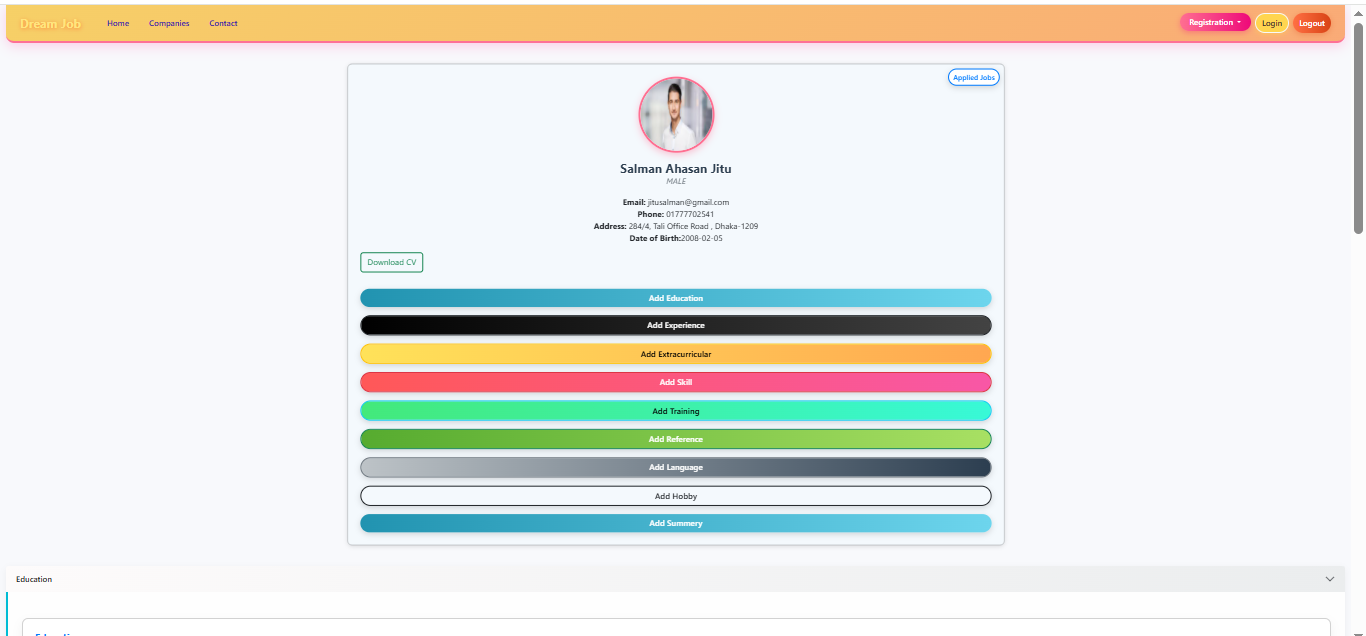 Dream Job Home Companies Contact Registration Login Logout
Applied Jobs
Salman Ahasan Jitu
MALE
Email: jitusalman@gmail.com
Phone: 01777702541
Address: 284/4, Tali Office Road , Dhaka-1209
Date of Birth:2008-02-05
Download CV
Add Education
Add Experience
Add Extracurricular
Add Skill
Add Training
Add Reference
Add Language
Add Hobby
Add Summery
Education